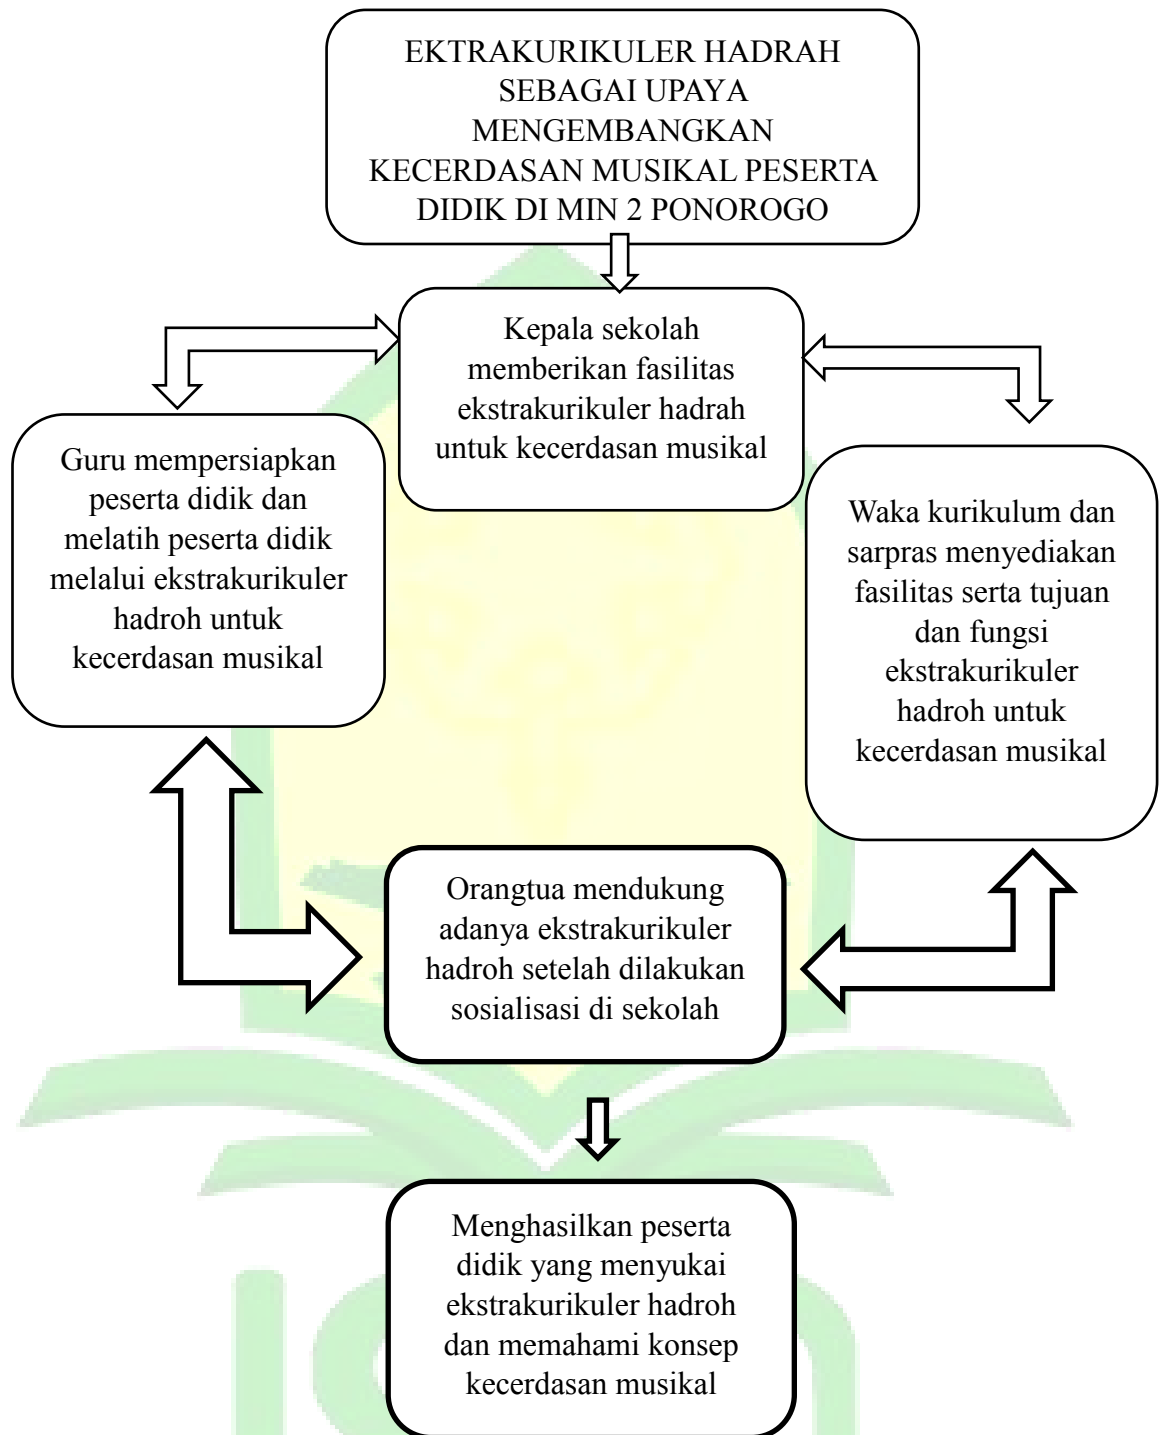 EKTRAKURIKULER HADRAH
SEBAGAI UPAYA
MENGEMBANGKAN
KECERDASAN MUSIKAL PESERTA
DIDIK DI MIN 2 PONOROGO
Kepala sekolah
memberikan fasilitas
ekstrakurikuler hadrah
untuk kecerdasan musikal
Guru mempersiapkan
peserta didik dan
melatih peserta didik
melalui ekstrakurikuler
hadroh untuk
kecerdasan musikal
Waka kurikulum dan
sarpras menyediakan
fasilitas serta tujuan
dan fungsi
ekstrakurikuler
hadroh untuk
kecerdasan musikal
Orangtua mendukung
adanya ekstrakurikuler
hadroh setelah dilakukan
sosialisasi di sekolah
Menghasilkan peserta
didik yang menyukai
ekstrakurikuler hadroh
dan memahami konsep
kecerdasan musikal